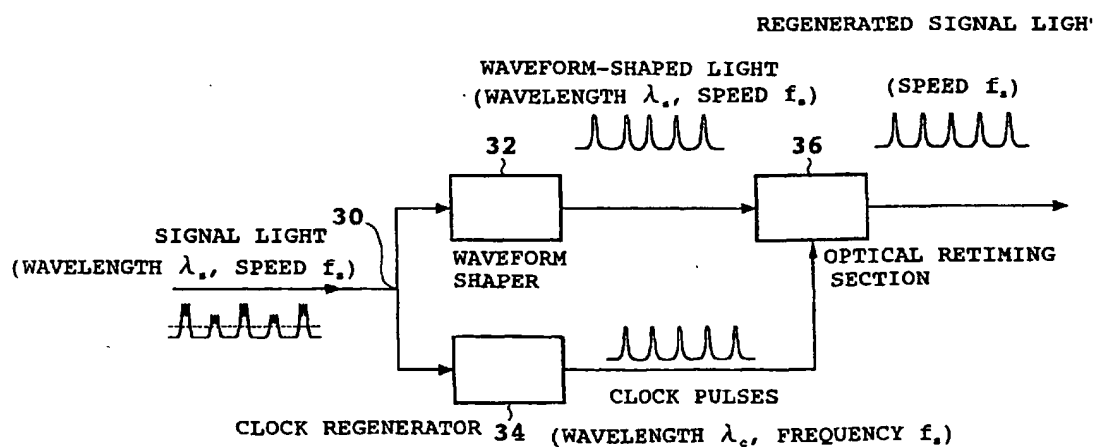 REGENERATED SIGNAL LIGH
WAVEFORM-SHAPED LIGHT
(WAVELENGTH λs, SPEED fs)
(SPEED fs)
32
36
30
SIGNAL LIGHT
(WAVELENGTH λs, SPEED fs)
WAVEFORM
SHAPER
OPTICAL RETIMING
SECTION
CLOCK PULSES
CLOCK REGENERATOR 34 (WAVELENGTH λc, FREQUENCY fs)